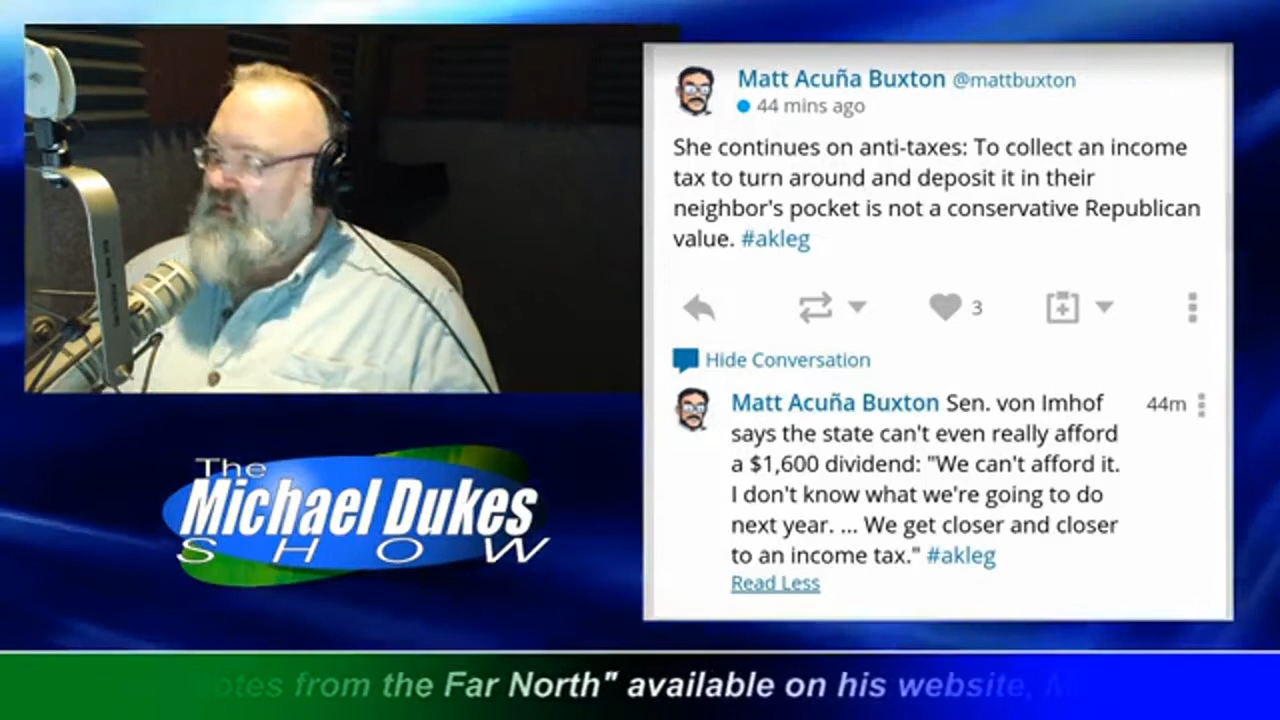 Matt Acuña Buxton @mattbuxton
44 mins ago
She continues on anti-taxes: To collect an income
tax to turn around and deposit it in their
neighbor's pocket is not a conservative Republican
value. #akleg
3
Hide Conversation
Matt Acuña Buxton Sen. von Imhof 44m
says the state can't even really afford
a $1,600 dividend: "We can't afford it.
I don't know what we're going to do
next year. ... We get closer and closer
to an income tax." #akleg
Read Less
The
Michael Dukes
SHOW
from the Far North" available on his website,